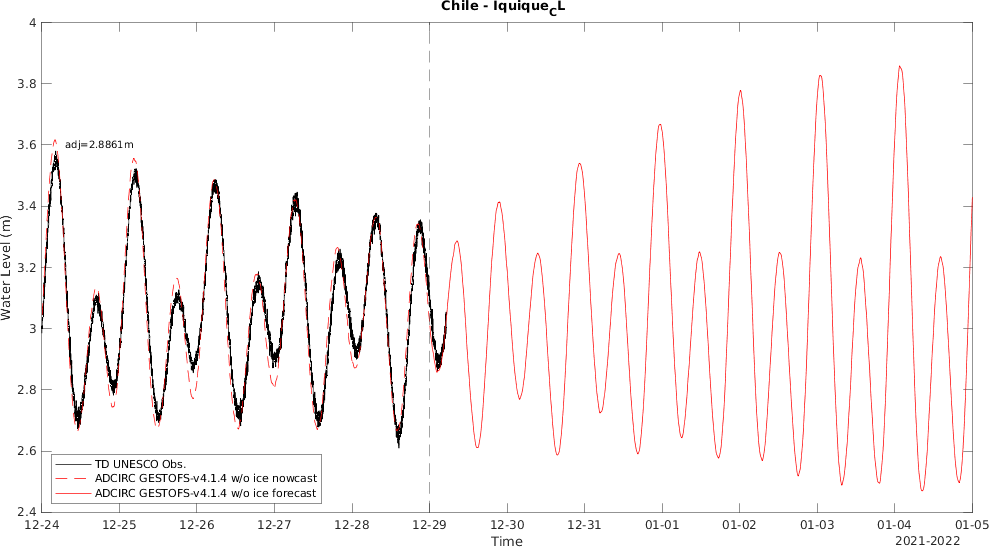 Chile - Iquique_CL
4
3.8
3.6
3.4
3.2
3
2.8
2.6
2.4
Water Level (m)
adj=2.8861m
TD UNESCO Obs.
ADCIRC GESTOFS-v4.1.4 w/o ice nowcast
ADCIRC GESTOFS-v4.1.4 w/o ice forecast
12-24 12-25 12-26 12-27 12-28 12-29 12-30 12-31 01-01 01-02 01-03 01-04 01-05
Time
2021-2022